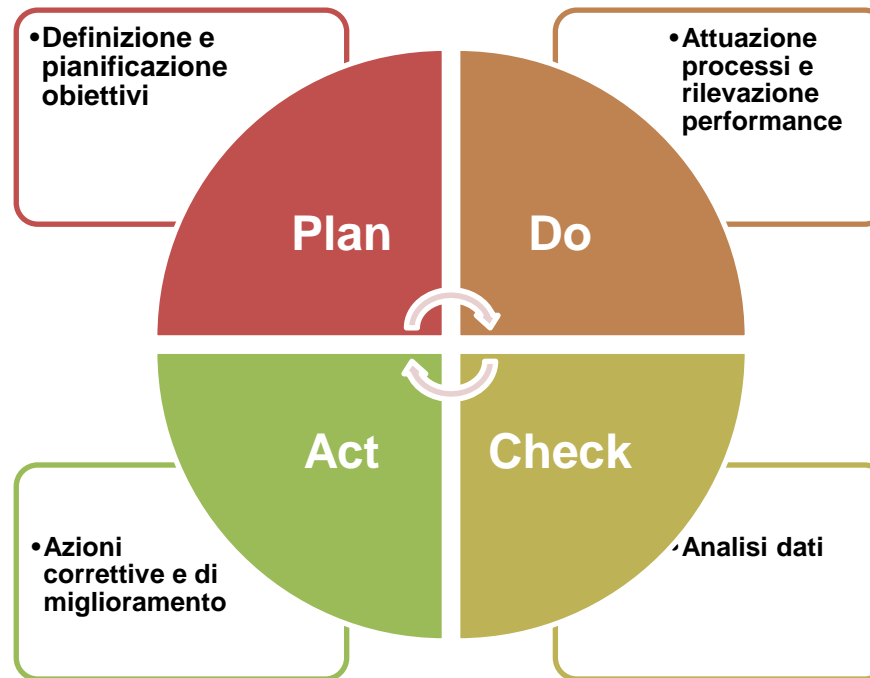 •Definizione e
pianificazione
obiettivi
•Attuazione
processi e
rilevazione
performance
Plan
Do
Act
Check
•Azioni
correttive e di
miglioramento
•Analisi dati